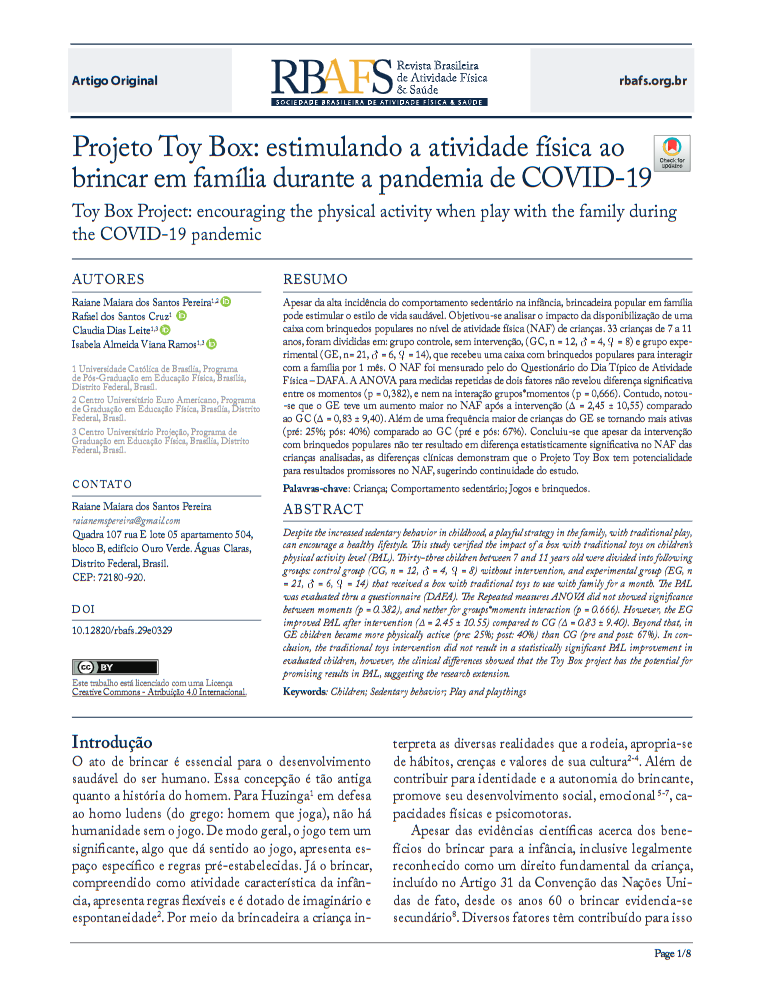 Artigo Original
RBAFS
Revista Brasileira
de Atividade Física
& Saúde
SOCIEDADE BRASILEIRA DE ATIVIDADE FÍSICA & SAÚDE
rbafs.org.br
Projeto Toy Box: estimulando a atividade física ao
brincar em família durante a pandemia de COVID-19
Check for
updates
Toy Box Project: encouraging the physical activity when play with the family during
the COVID-19 pandemic
AUTORES
Raiane Maiara dos Santos Pereira1,2
Rafael dos Santos Cruz1
Claudia Dias Leite1,3
Isabela Almeida Viana Ramos1,3
1 Universidade Católica de Brasília, Programa
de Pós-Graduação em Educação Física, Brasília,
Distrito Federal, Brasil.
2 Centro Universitário Euro Americano, Programa
de Graduação em Educação Física, Brasília, Distrito
Federal, Brasil.
3 Centro Universitário Projeção, Programa de
Graduação em Educação Física, Brasília, Distrito
Federal, Brasil.
CONTATO
Raiane Maiara dos Santos Pereira
raianemspereira@gmail.com
Quadra 107 rua E lote 05 apartamento 504,
bloco B, edifício Ouro Verde. Águas Claras,
Distrito Federal, Brasil.
CEP: 72180-920.
DOI
10.12820/rbafs.29e0329
cc BY
Este trabalho está licenciado com uma Licença
Creative Commons - Atribuição 4.0 Internacional.
RESUMO
Apesar da alta incidência do comportamento sedentário na infância, brincadeira popular em família
pode estimular o estilo de vida saudável. Objetivou-se analisar o impacto da disponibilização de uma
caixa com brinquedos populares no nível de atividade física (NAF) de crianças. 33 crianças de 7 a 11
anos, foram divididas em: grupo controle, sem intervenção, (GC, n = 12, ♂ = 4, ♀ = 8) e grupo expe-
rimental (GE, n= 21, ♂ = 6, ♀ = 14), que recebeu uma caixa com brinquedos populares para interagir
com a família por 1 mês. O NAF foi mensurado pelo do Questionário do Dia Típico de Atividade
Física – DAFA. A ANOVA para medidas repetidas de dois fatores não revelou diferença significativa
entre os momentos (p = 0,382), e nem na interação grupos*momentos (p = 0,666). Contudo, notou-
-se que o GE teve um aumento maior no NAF após a intervenção (Δ = 2,45 ± 10,55) comparado
ao GC (Δ = 0,83 ± 9,40). Além de uma frequência maior de crianças do GE se tornando mais ativas
(pré: 25%; pós: 40%) comparado ao GC (pré e pós: 67%). Concluiu-se que apesar da intervenção
com brinquedos populares não ter resultado em diferença estatisticamente significativa no NAF das
crianças analisadas, as diferenças clínicas demonstram que o Projeto Toy Box tem potencialidade
para resultados promissores no NAF, sugerindo continuidade do estudo.
Palavras-chave: Criança; Comportamento sedentário; Jogos e brinquedos.
ABSTRACT
Despite the increased sedentary behavior in childhood, a playful strategy in the family, with traditional play,
can encourage a healthy lifestyle. This study verified the impact of a box with traditional toys on children's
physical activity level (PAL). Thirty-three children between 7 and 11 years old were divided into following
groups: control group (CG, n = 12, ♂ = 4, ♀ = 8) without intervention, and experimental group (EG, n
= 21, ♂ = 6, ♀ = 14) that received a box with traditional toys to use with family for a month. The PAL
was evaluated thru a questionnaire (DAFA). The Repeated measures ANOVA did not showed significance
between moments (p = 0.382), and nether for groups*moments interaction (p = 0.666). However, the EG
improved PAL after intervention (Δ = 2.45 ± 10.55) compared to CG (Δ = 0.83 ± 9.40). Beyond that, in
GE children became more physically active (pre: 25%; post: 40%) than CG (pre and post: 67%). In con-
clusion, the traditional toys intervention did not result in a statistically significant PAL improvement in
evaluated children, however, the clinical differences showed that the Toy Box project has the potential for
promising results in PAL, suggesting the research extension.
Keywords: Children; Sedentary behavior; Play and playthings
Introdução
O ato de brincar é essencial para o desenvolvimento
saudável do ser humano. Essa concepção é tão antiga
quanto a história do homem. Para Huzinga1 em defesa
ao homo ludens (do grego: homem que joga), não há
humanidade sem o jogo. De modo geral, o jogo tem um
significante, algo que dá sentido ao jogo, apresenta es-
paço específico e regras pré-estabelecidas. Já o brincar,
compreendido como atividade característica da infân-
cia, apresenta regras flexíveis e é dotado de imaginário e
espontaneidade2. Por meio da brincadeira a criança in-
terpreta as diversas realidades que a rodeia, apropria-se
de hábitos, crenças e valores de sua cultura2-4. Além de
contribuir para identidade e a autonomia do brincante,
promove seu desenvolvimento social, emocional5-7, ca-
pacidades físicas e psicomotoras.
Apesar das evidências científicas acerca dos bene-
fícios do brincar para a infância, inclusive legalmente
reconhecido como um direito fundamental da criança,
incluído no Artigo 31 da Convenção das Nações Uni-
das de fato, desde os anos 60 o brincar evidencia-se
secundário8. Diversos fatores têm contribuído para isso
Page 1/8